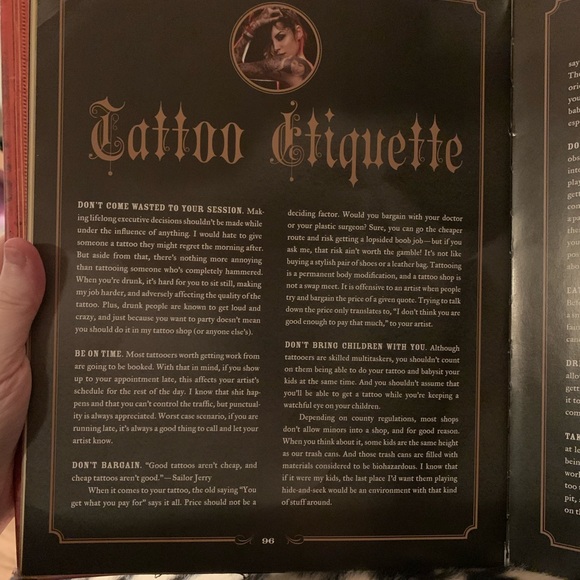 Tattoo Etiquette
DON'T COME WASTED TO YOUR SESSION. Mak-
ing lifelong executive decisions shouldn't be made while
under the influence of anything. I would hate to give
someone a tattoo they might regret the morning after.
But aside from that, there's nothing more annoying
than tattooing someone who's completely hammered.
When you're drunk, it's hard for you to sit still, making
my job harder, and adversely affecting the quality of the
tattoo. Plus, drunk people are known to get loud and
crazy, and just because you want to party doesn't mean
you should do it in my tattoo shop (or anyone else's).
BE ON TIME. Most tattooers worth getting work from
are going to be booked. With that in mind, if you show
up to your appointment late, this affects your artist's
schedule for the rest of the day. I know that shit hap-
pens and that you can't control the traffic, but punctual-
ity is always appreciated. Worst case scenario, if you are
running late, it's always a good thing to call and let your
artist know.
DON'T BARGAIN. "Good tattoos aren't cheap, and
cheap tattoos aren't good."—Sailor Jerry
When it comes to your tattoo, the old saying "You
get what you pay for" says it all. Price should not be a
deciding factor. Would you bargain with your doctor
or your plastic surgeon? Sure, you can go the cheaper
route and risk getting a lopsided boob job—but if you
ask me, that risk ain't worth the gamble! It's not like
buying a stylish pair of shoes or a leather bag. Tattooing
is a permanent body modification, and a tattoo shop is
not a swap meet. It is offensive to an artist when people
try and bargain the price of a given quote. Trying to talk
down the price only translates to, "I don't think you are
good enough to pay that much," to your artist.
DON'T BRING CHILDREN WITH YOU. Although
tattooers are skilled multitaskers, you shouldn't count
on them being able to do your tattoo and babysit your
kids at the same time. And you shouldn't assume that
you'll be able to get a tattoo while you're keeping a
watchful eye on your children.
Depending on county regulations, most shops
don't allow minors into a shop, and for good reason.
When you think about it, some kids are the same height
as our trash cans. And those trash cans are filled with
materials considered to be biohazardous. I know that
if it were my kids, the last place I'd want them playing
hide-and-seek would be an environment with that kind
of stuff around.
96